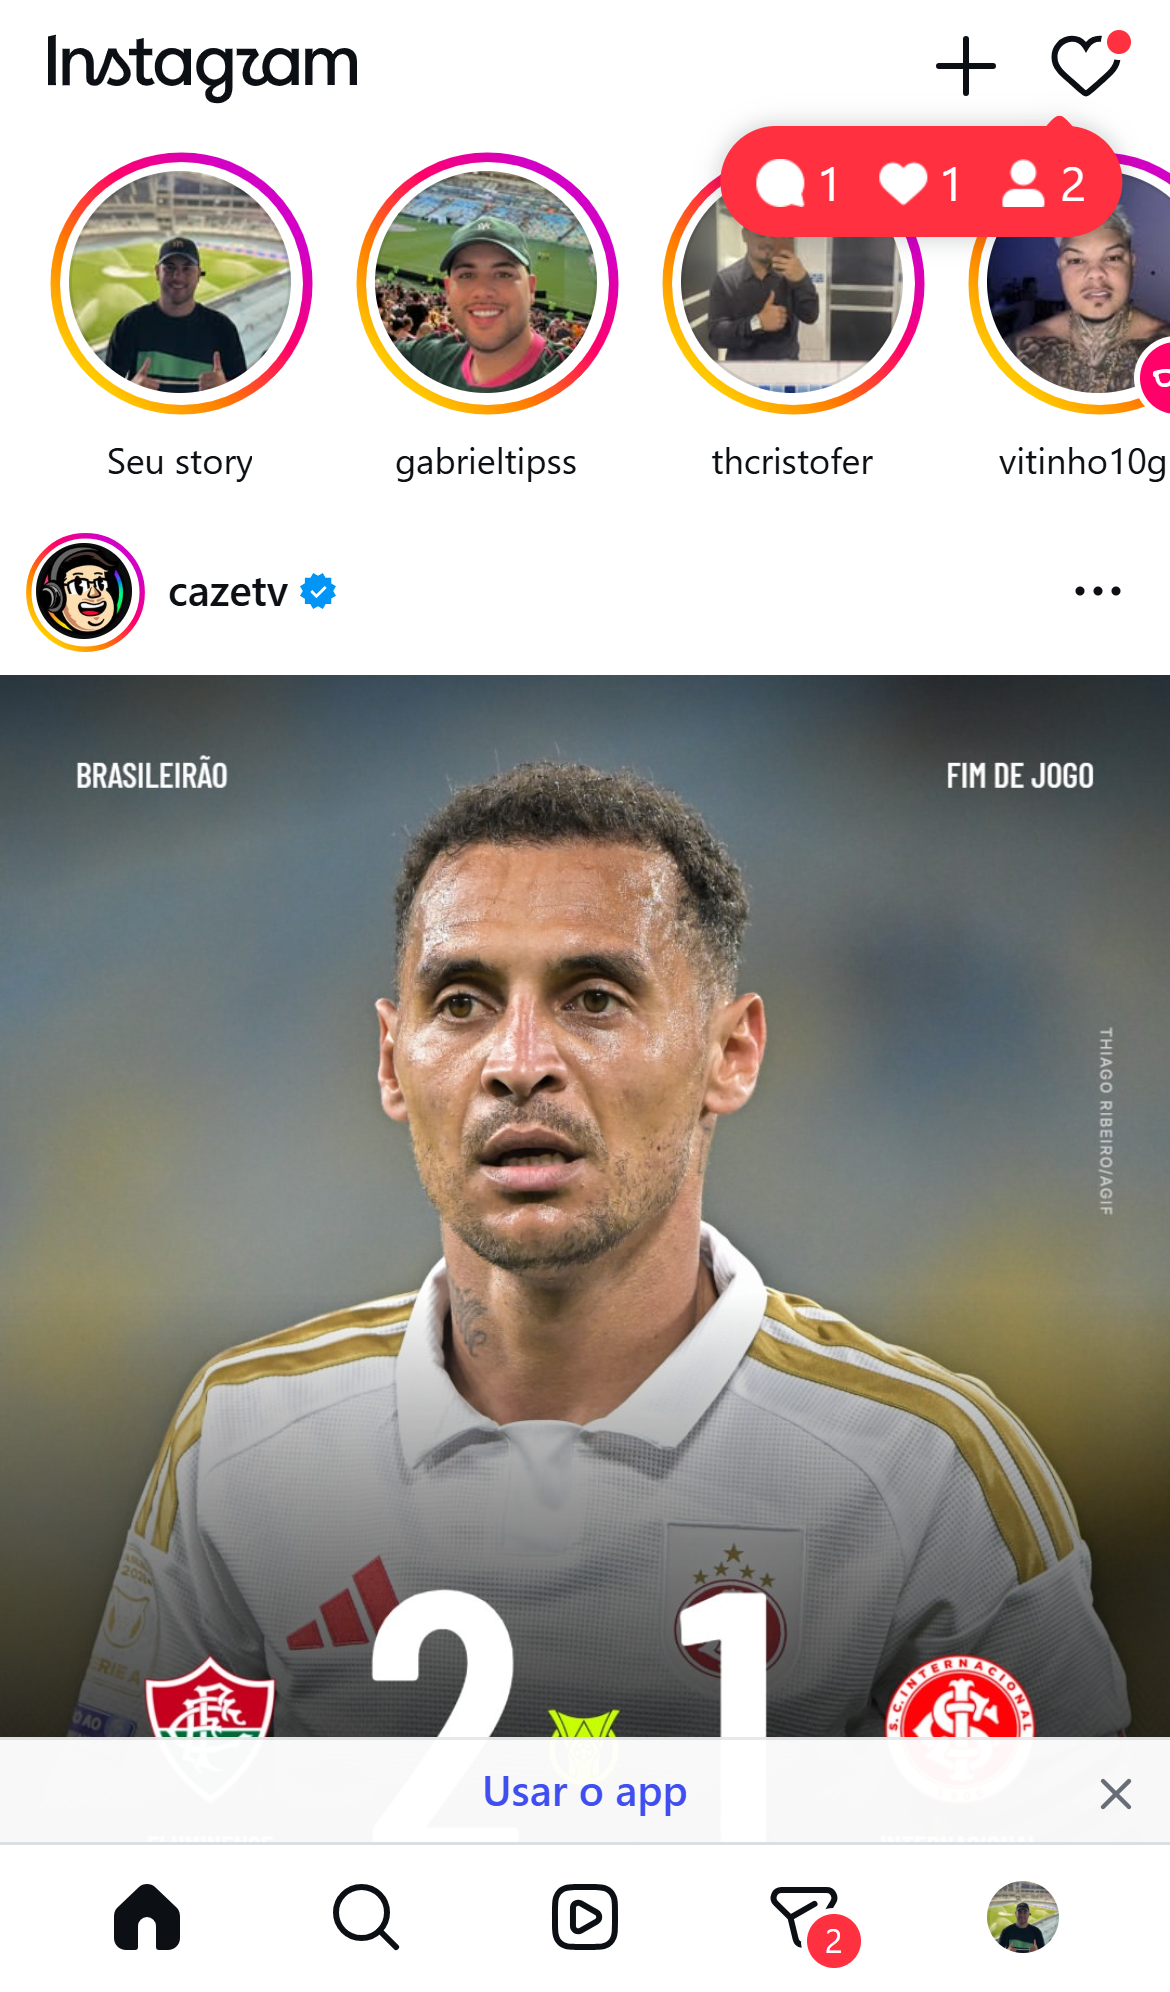 Instagram
1 1 2
Seu story
gabrieltipss
thcristofer
vitinho10g
cazetv
BRASILEIRÃO
FIM DE JOGO
THIAGO RIBEIRO/AGIF
2 1
S.C. INTERNACIONAL
Usar o app
2